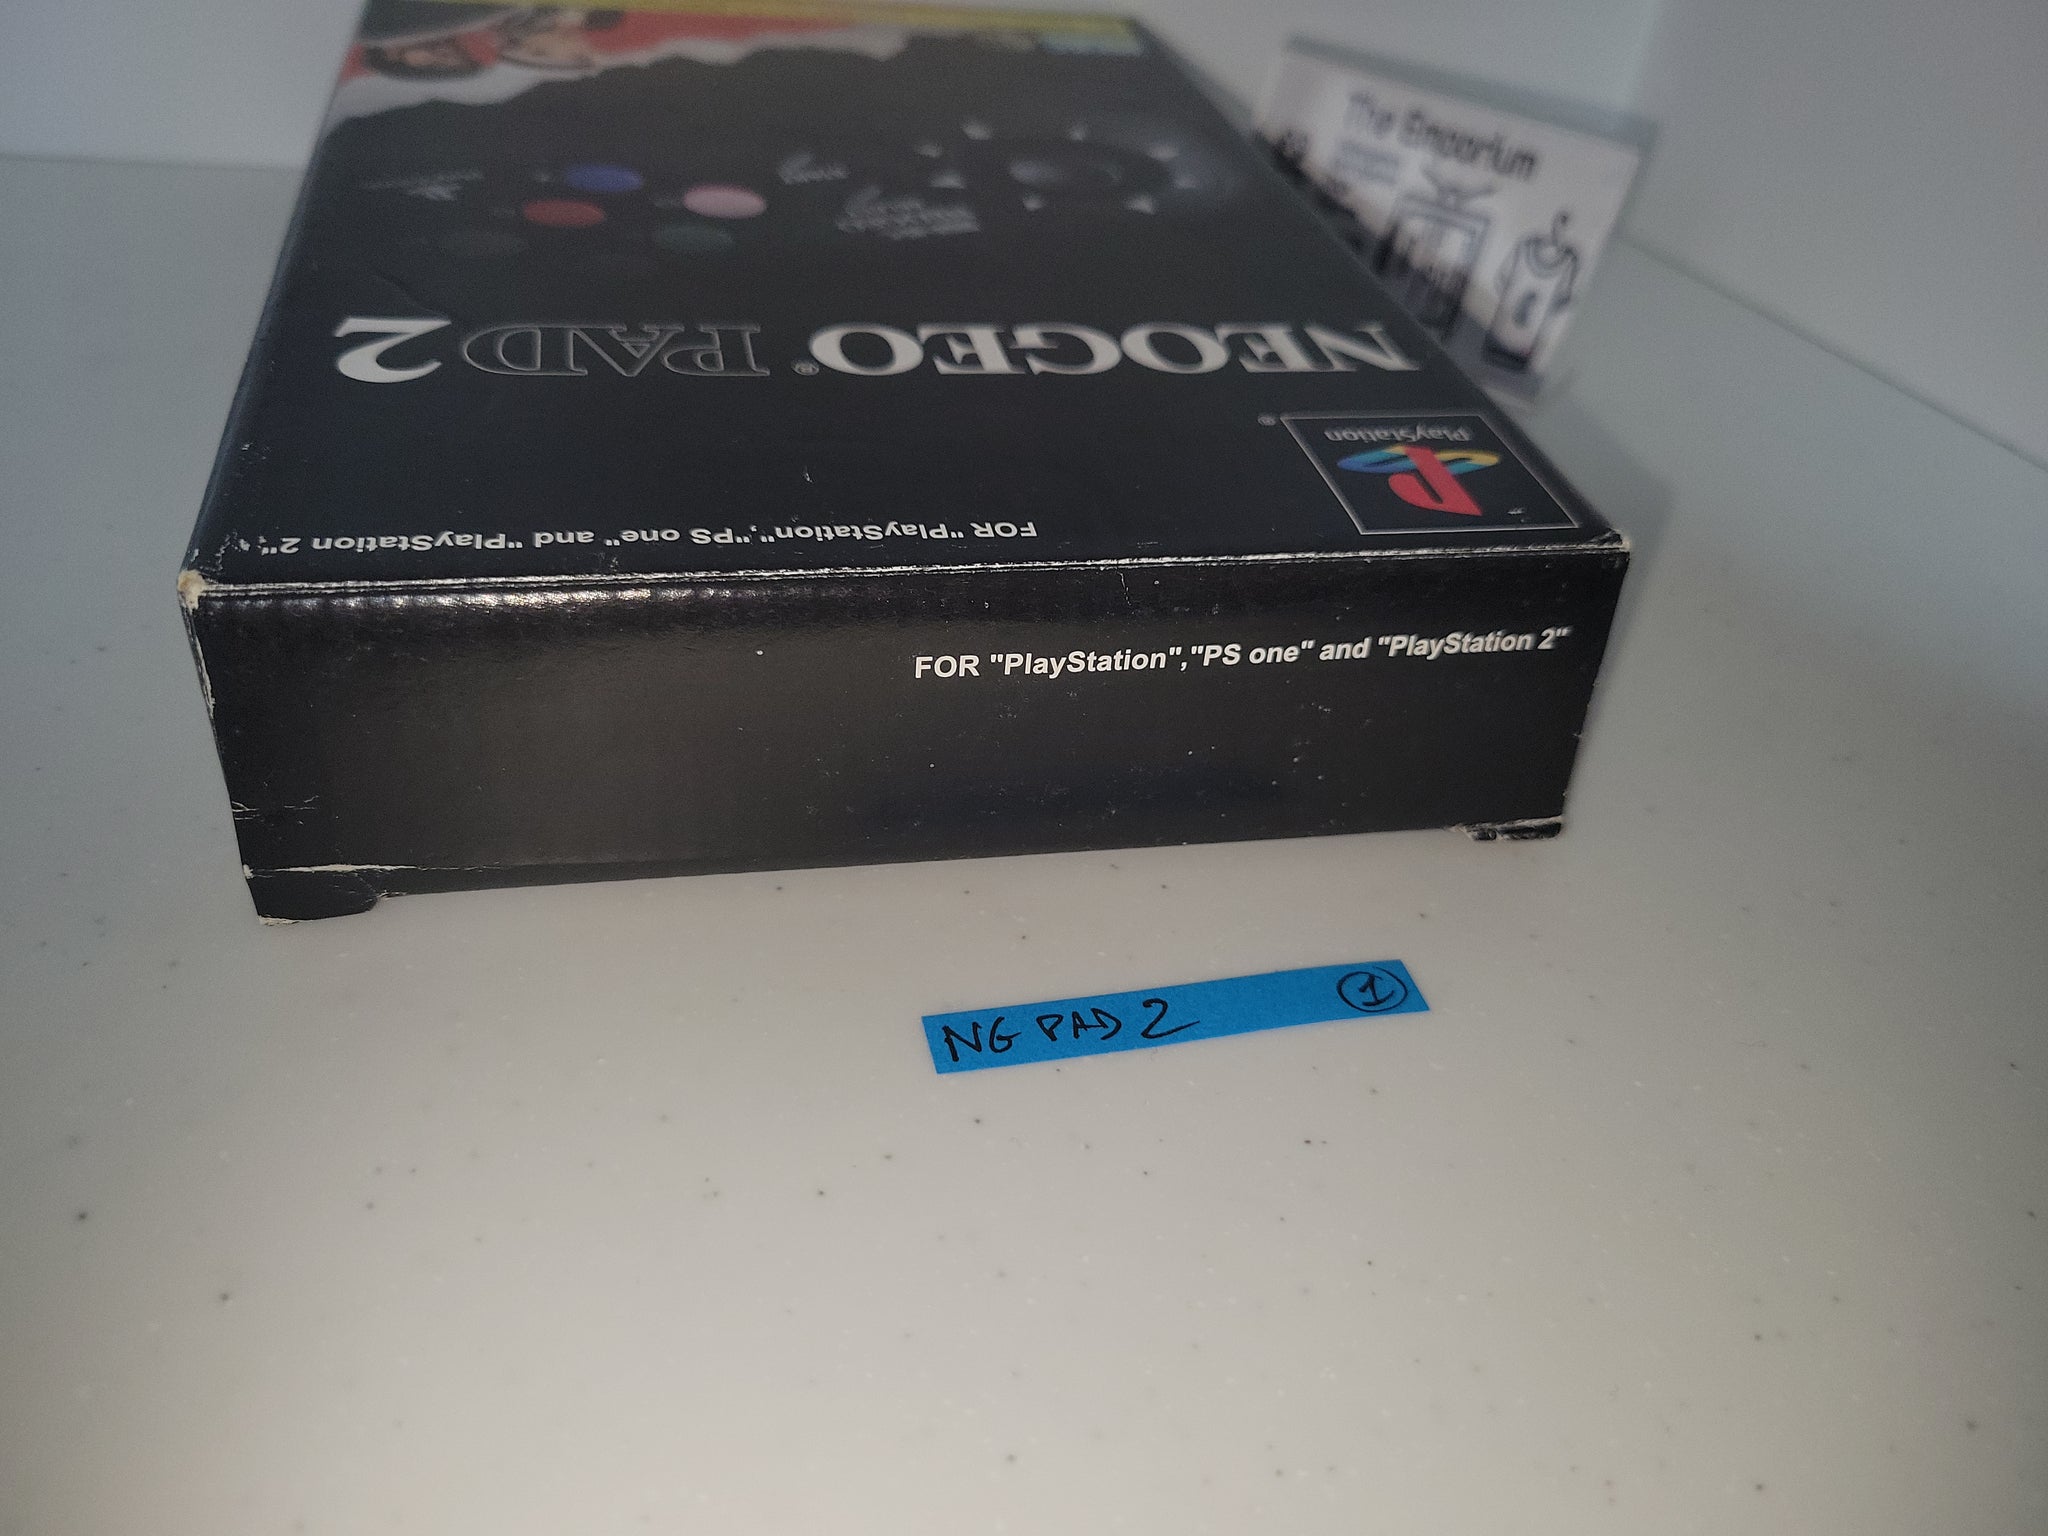 The Emporium
NEOGEO® PAD 2
PlayStation
®
FOR "PlayStation","PS one" and "PlayStation 2".
FOR "PlayStation","PS one" and "PlayStation 2"
NG PAD 2 1